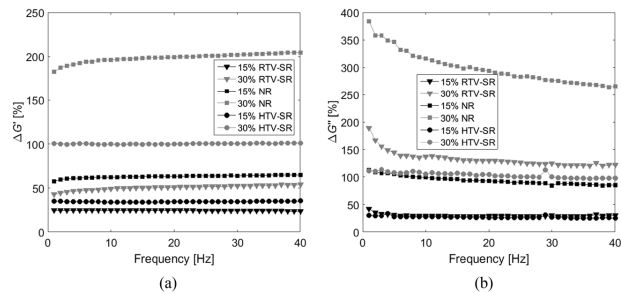 250
200
150
100
50
0
ΔG' [%]
0 10 20 30 40
Frequency [Hz]
15% RTV-SR
30% RTV-SR
15% NR
30% NR
15% HTV-SR
30% HTV-SR
(a)
400
350
300
250
200
150
100
50
0
ΔG'' [%]
0 10 20 30 40
Frequency [Hz]
15% RTV-SR
30% RTV-SR
15% NR
30% NR
15% HTV-SR
30% HTV-SR
(b)